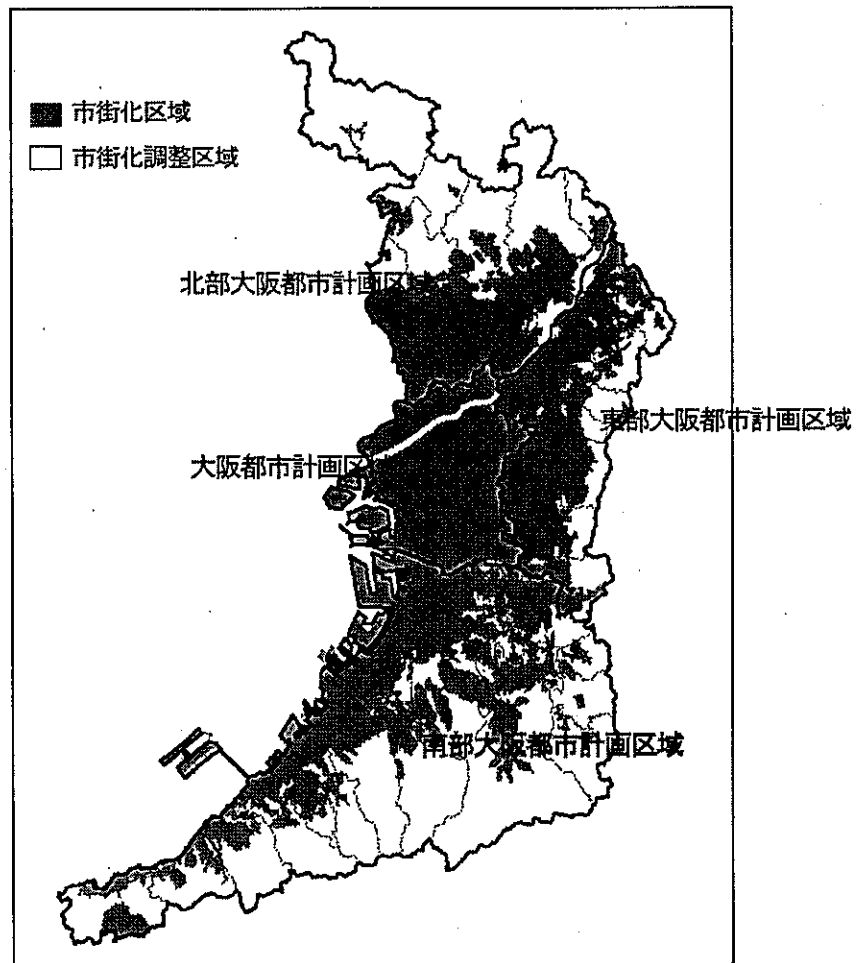 市街化区域
市街化調整区域
北部大阪都市計画区域
東部大阪都市計画区域
大阪都市計画区
南部大阪都市計画区域